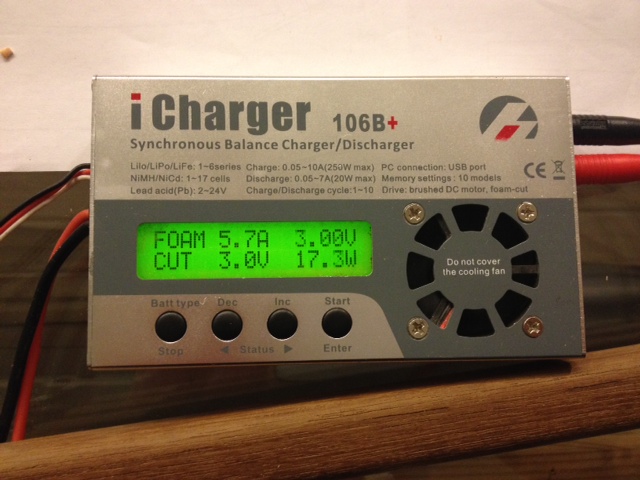 i Charger 106B+
Synchronous Balance Charger/Discharger
LiIo/LiPo/LiFe: 1~6series Charge: 0.05~10A(250W max) PC connection: USB port
NiMH/NiCd: 1~17 cells Discharge: 0.05~7A(20W max) Memory settings: 10 models
Lead acid(Pb): 2~24V Charge/Discharge cycle:1~10 Drive: brushed DC motor, foam-cut
CE
FOAM 5.7A 3.00V
CUT 3.0V 17.3W
Do not cover
the cooling fan
Batt type Dec Inc Start
Stop ◀ Status ▶ Enter